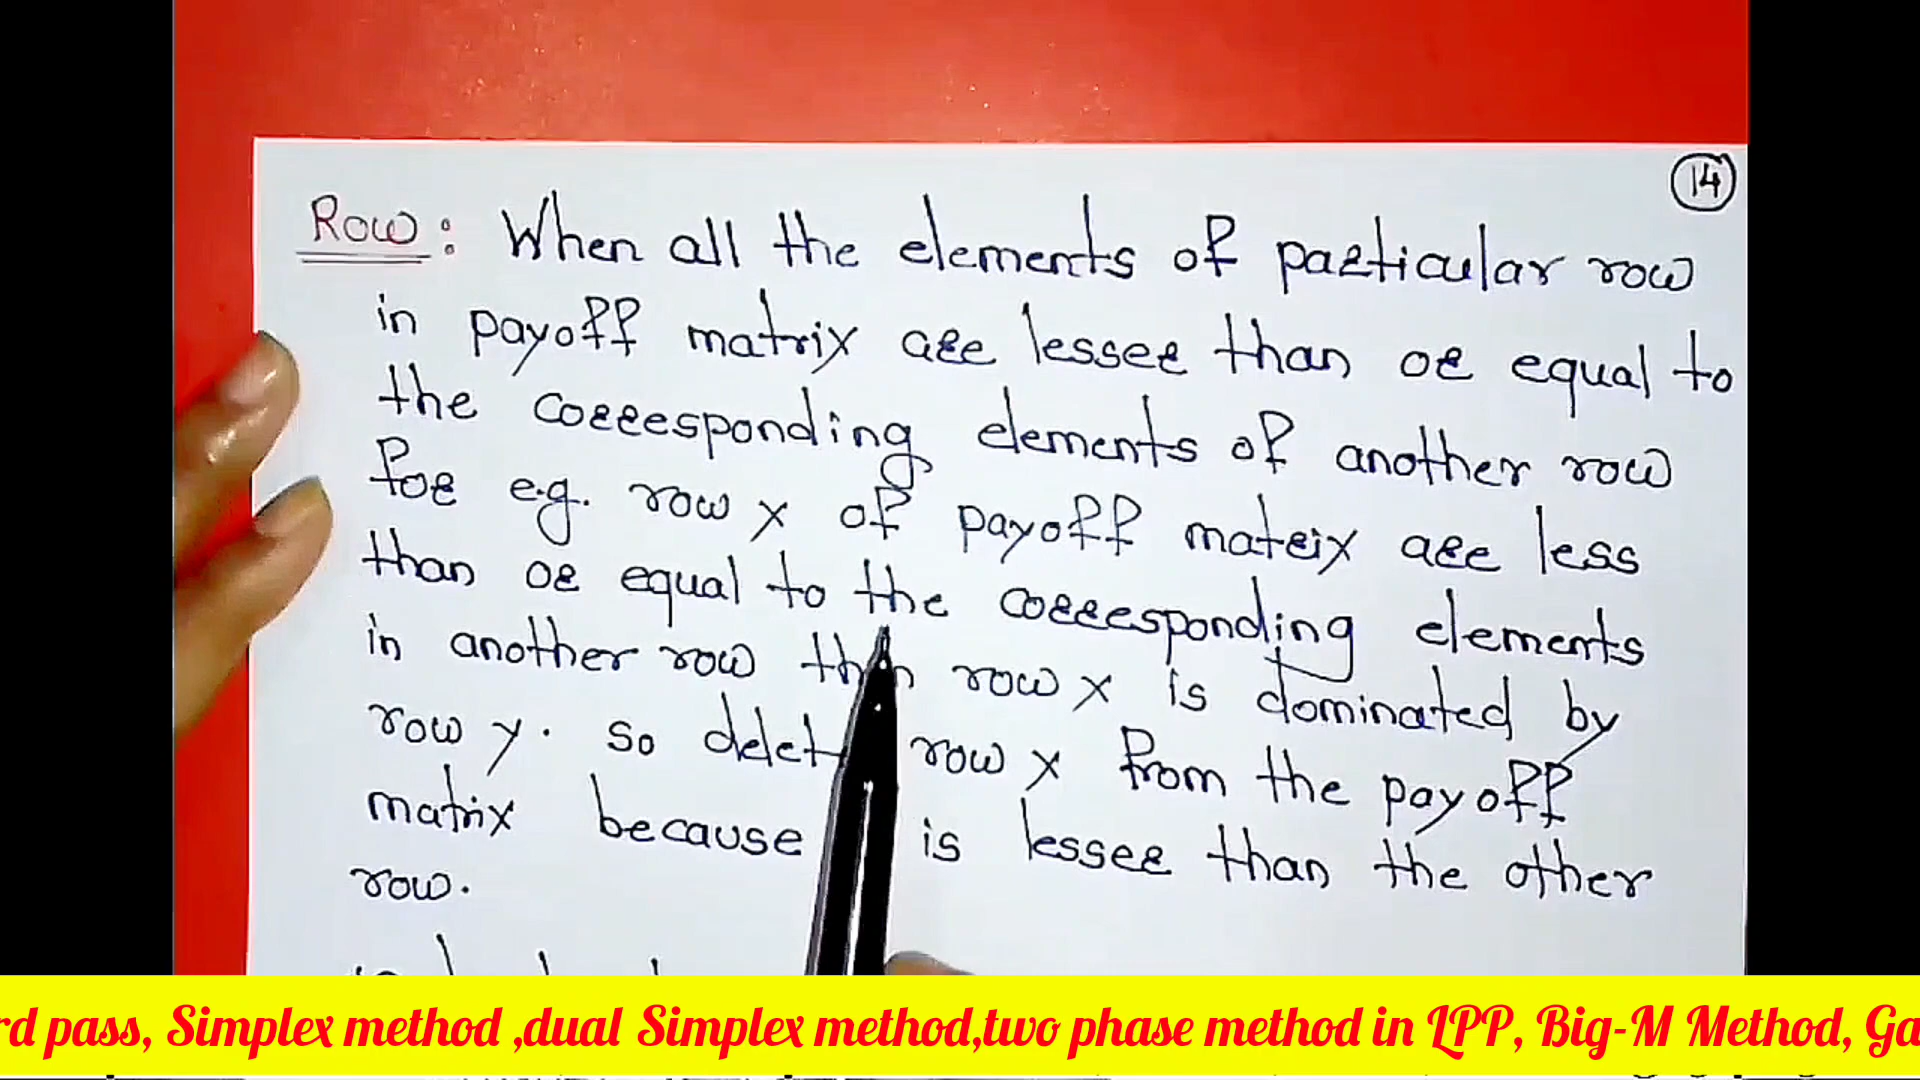 14
Row: When all the elements of particular row
in payoff matrix are lesser than or equal to
the corresponding elements of another row
for e.g. row x of payoff matrix are less
than or equal to the corresponding elements
in another row then row x is dominated by
row y. so delete row x from the payoff
matrix because is lesser than the other
row.
rd pass, Simplex method ,dual Simplex method,two phase method in LPP, Big-M Method, Ga